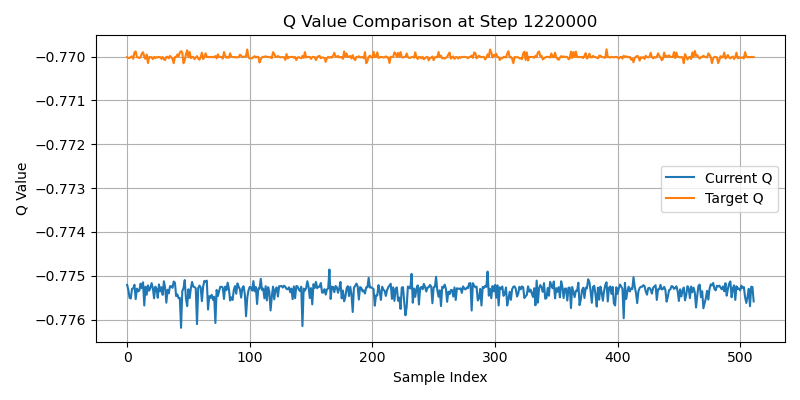 Q Value Comparison at Step 1220000
−0.770
−0.771
−0.772
−0.773
−0.774
−0.775
−0.776
Q Value
Current Q
Target Q
0 100 200 300 400 500
Sample Index